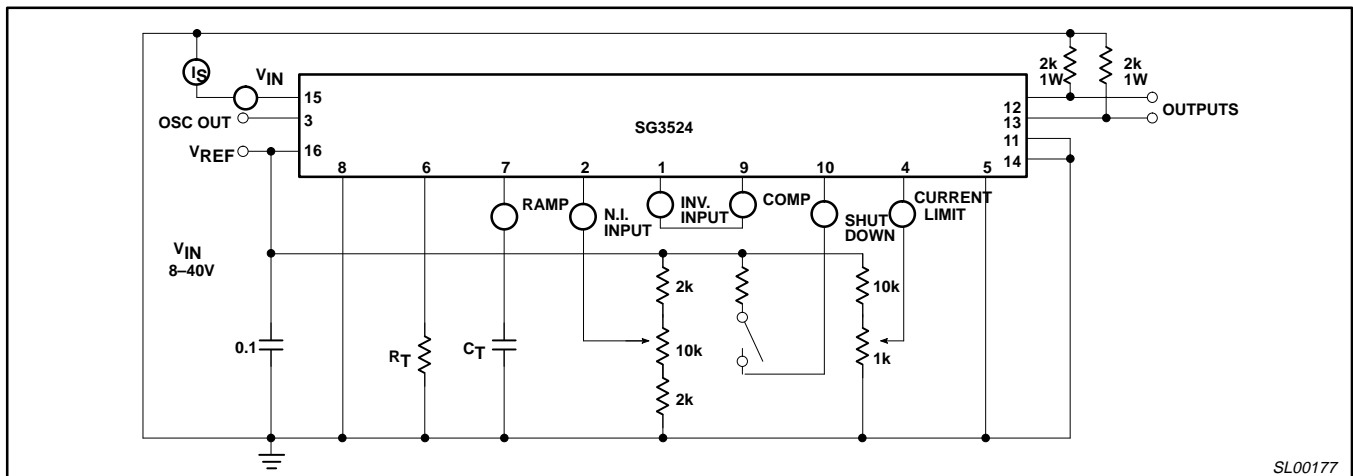 IS
VIN
2k
1W
2k
1W
15
12
OSC OUT
3
SG3524
13
OUTPUTS
VREF
16
11
14
8
6
7
2
1
9
10
4
5
RAMP
N.I.
INPUT
INV.
INPUT
COMP
SHUT
DOWN
CURRENT
LIMIT
VIN
8–40V
2k
10k
0.1
RT
CT
10k
1k
2k
SL00177